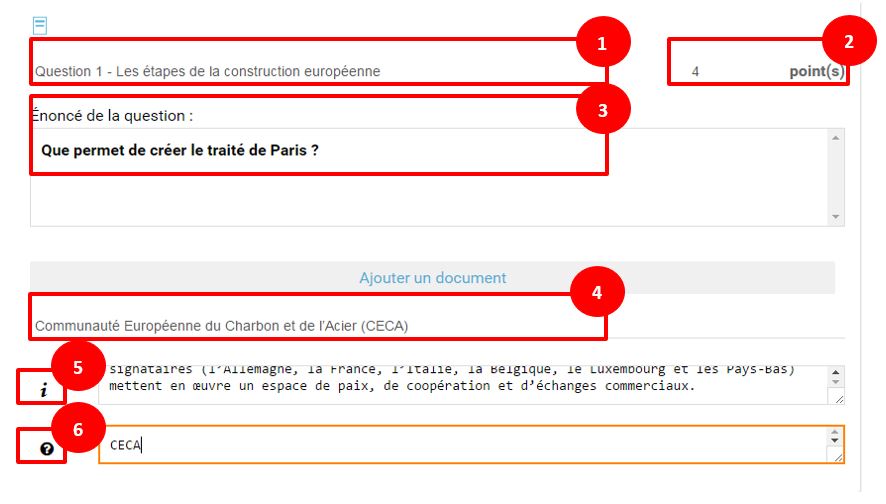 1
2
Question 1 - Les étapes de la construction européenne
4 point(s)
3
Énoncé de la question :
Que permet de créer le traité de Paris ?
Ajouter un document
4
Communauté Européenne du Charbon et de l'Acier (CECA)
5
signataires (l'Allemagne, la France, l'Italie, la Belgique, le Luxembourg et les Pays-Bas)
i
mettent en œuvre un espace de paix, de coopération et d'échanges commerciaux.
6
?
CECA